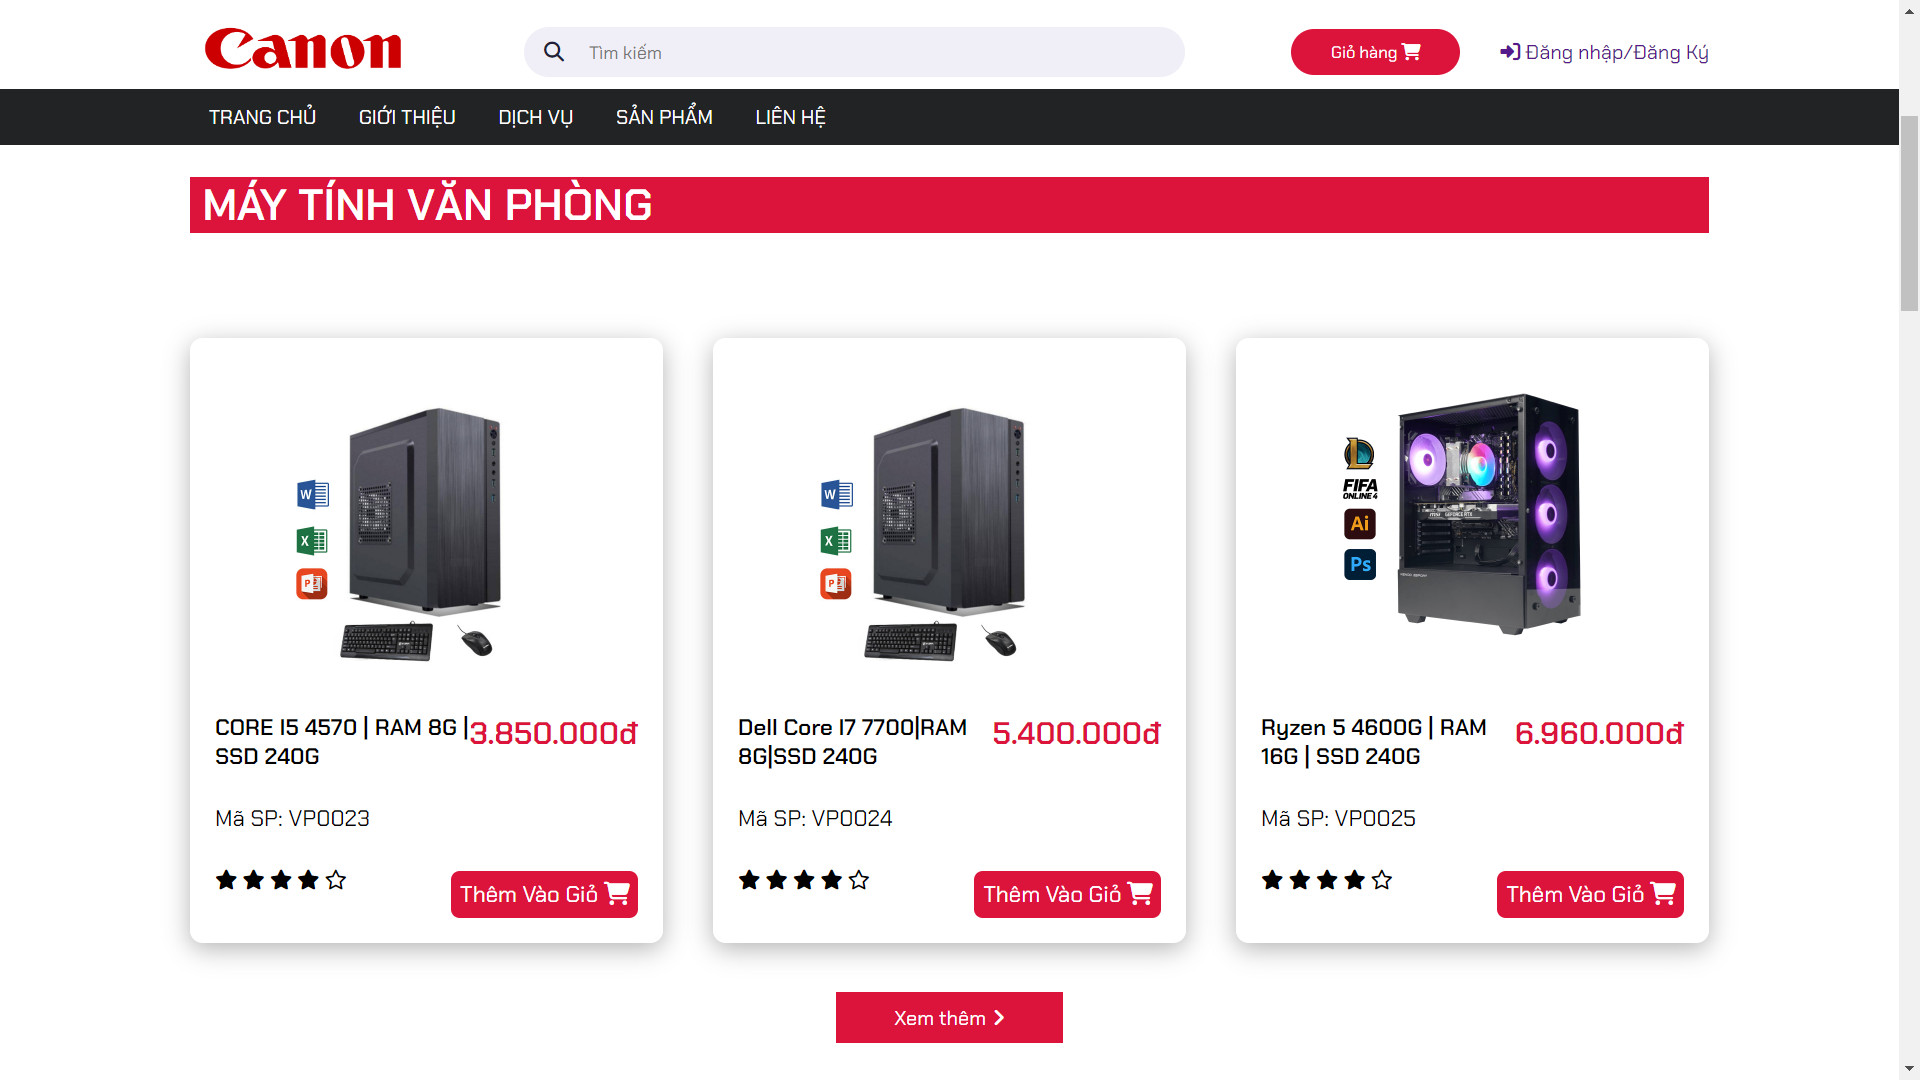 Canon
Tìm kiếm
Giỏ hàng
Đăng nhập/Đăng Ký
TRANG CHỦ
GIỚI THIỆU
DỊCH VỤ
SẢN PHẨM
LIÊN HỆ
MÁY TÍNH VĂN PHÒNG
W
X
P
CORE I5 4570 | RAM 8G |
SSD 240G
3.850.000đ
Mã SP: VP0023
Thêm Vào Giỏ
W
X
P
Dell Core I7 7700|RAM
8G|SSD 240G
5.400.000đ
Mã SP: VP0024
Thêm Vào Giỏ
L
FIFA
ONLINE 4
Ai
Ps
msi GEFORCE RTX
Ryzen 5 4600G | RAM
16G | SSD 240G
6.960.000đ
Mã SP: VP0025
Thêm Vào Giỏ
Xem thêm